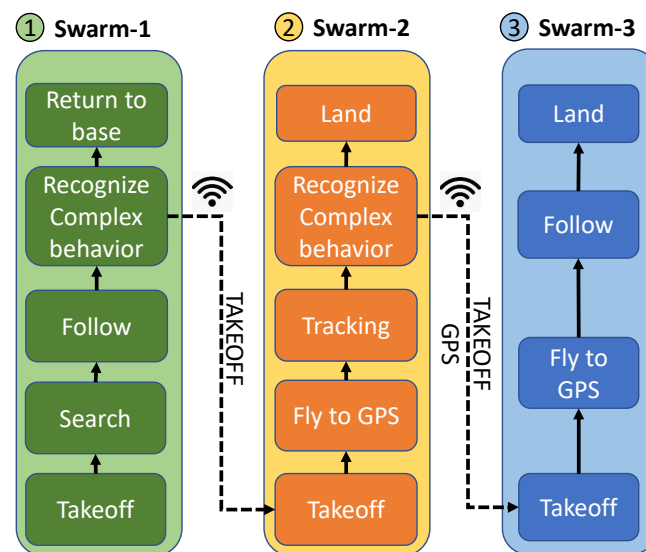 1 Swarm-1
Return to
base
Recognize
Complex
behavior
Follow
Search
Takeoff
TAKEOFF
2 Swarm-2
Land
Recognize
Complex
behavior
Tracking
Fly to GPS
Takeoff
TAKEOFF
GPS
3 Swarm-3
Land
Follow
Fly to
GPS
Takeoff